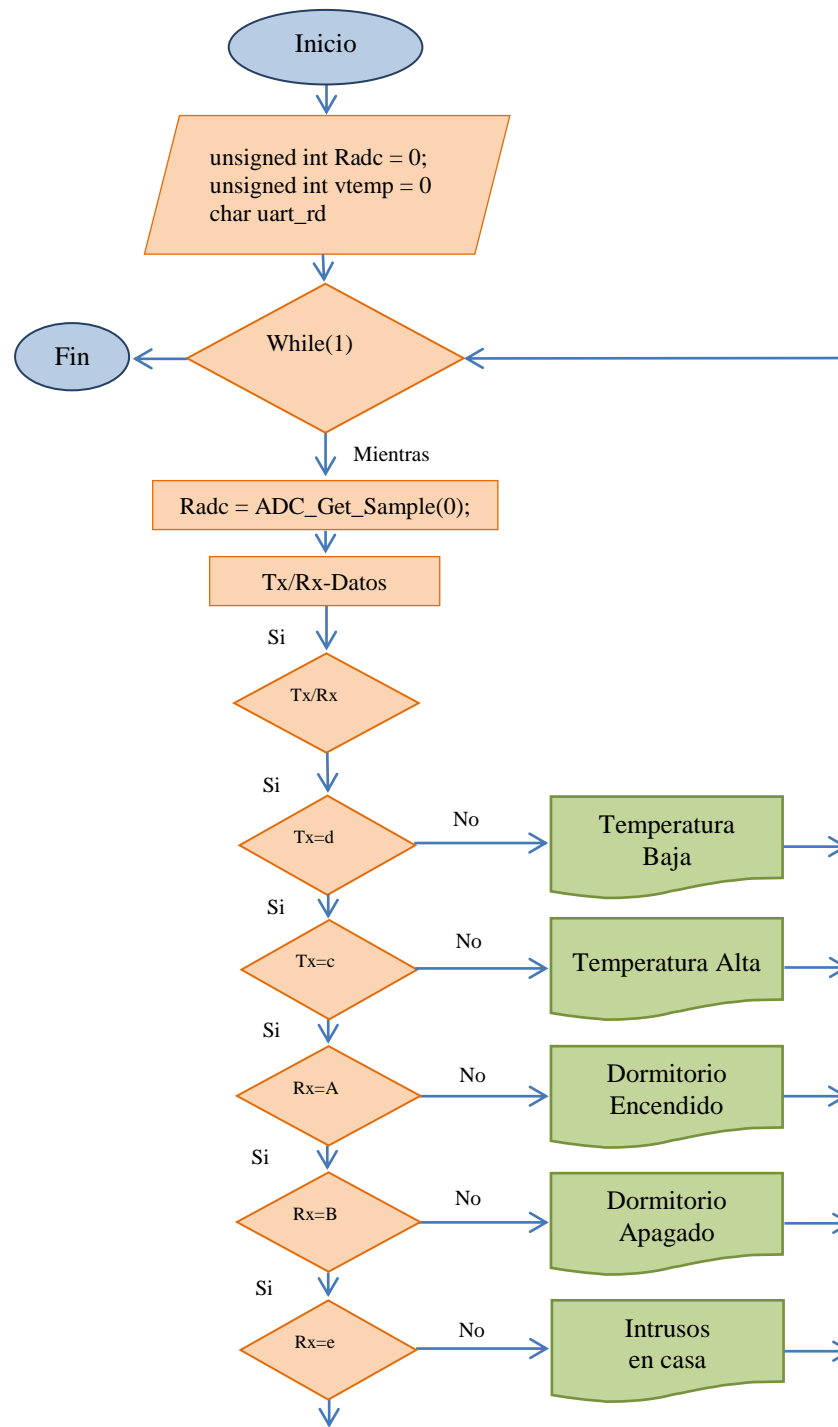 Inicio
unsigned int Radc = 0;
unsigned int vtemp = 0
char uart_rd
While(1)
Fin
Mientras
Radc = ADC_Get_Sample(0);
Tx/Rx-Datos
Si
Tx/Rx
Si
Tx=d
No
Temperatura
Baja
Si
Tx=c
No
Temperatura Alta
Si
Rx=A
No
Dormitorio
Encendido
Si
Rx=B
No
Dormitorio
Apagado
Si
Rx=e
No
Intrusos
en casa